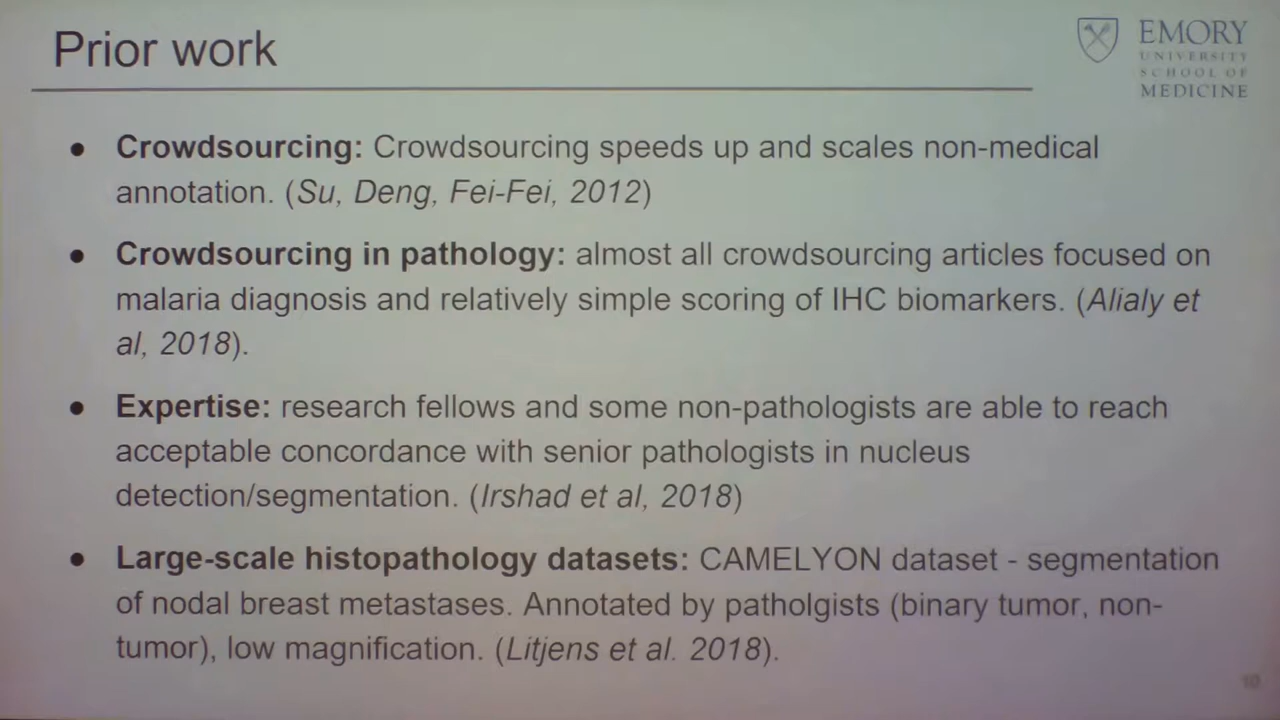 Prior work
EMORY
UNIVERSITY
SCHOOL OF
MEDICINE
● Crowdsourcing: Crowdsourcing speeds up and scales non-medical
annotation. (Su, Deng, Fei-Fei, 2012)
● Crowdsourcing in pathology: almost all crowdsourcing articles focused on
malaria diagnosis and relatively simple scoring of IHC biomarkers. (Alialy et
al, 2018).
● Expertise: research fellows and some non-pathologists are able to reach
acceptable concordance with senior pathologists in nucleus
detection/segmentation. (Irshad et al, 2018)
● Large-scale histopathology datasets: CAMELYON dataset - segmentation
of nodal breast metastases. Annotated by patholgists (binary tumor, non-
tumor), low magnification. (Litjens et al. 2018).
10